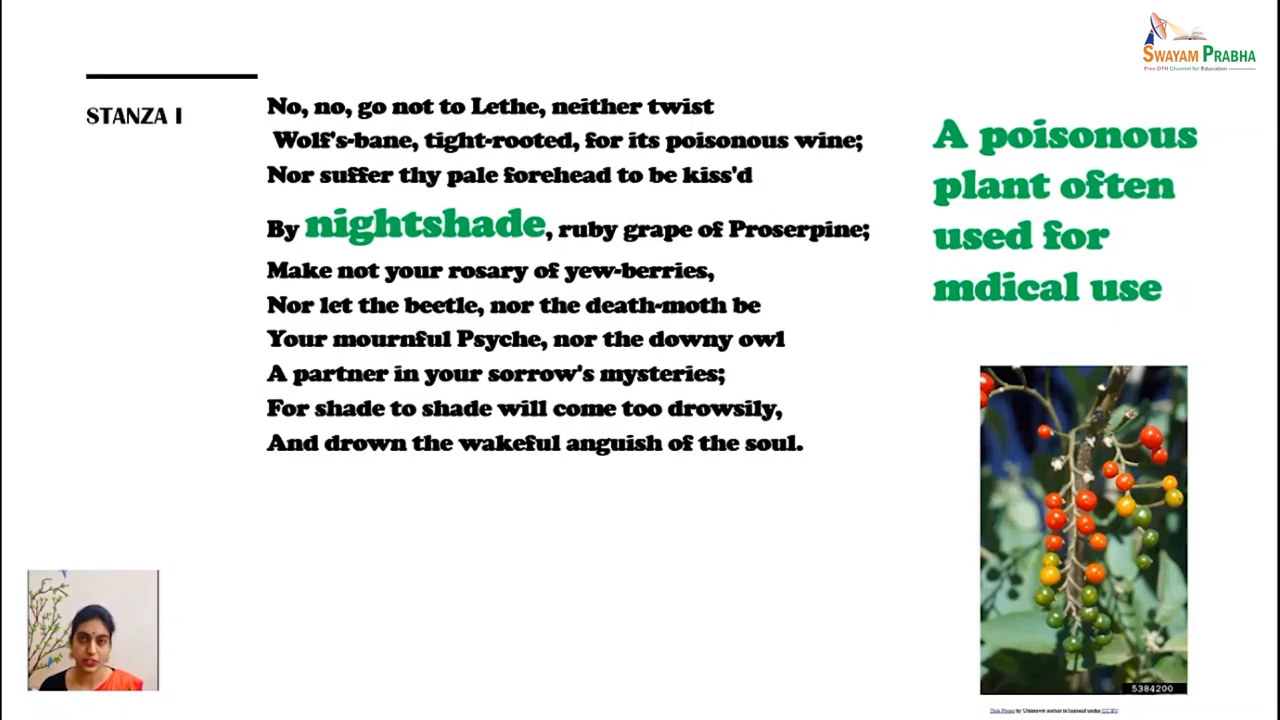 SWAYAM PRABHA
Free DTH Channel for Education
STANZA I
No, no, go not to Lethe, neither twist
Wolf's-bane, tight-rooted, for its poisonous wine;
Nor suffer thy pale forehead to be kiss'd
By nightshade, ruby grape of Proserpine;
Make not your rosary of yew-berries,
Nor let the beetle, nor the death-moth be
Your mournful Psyche, nor the downy owl
A partner in your sorrow's mysteries;
For shade to shade will come too drowsily,
And drown the wakeful anguish of the soul.
A poisonous
plant often
used for
mdical use
5384200
This Photo by Unknown author is licensed under CC BY.